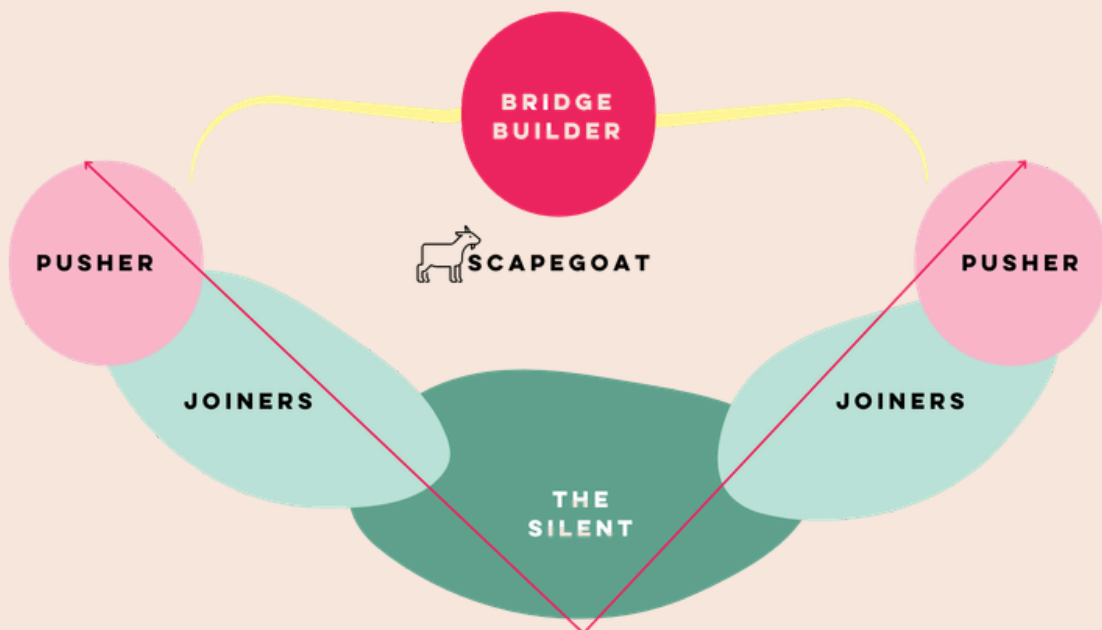 BRIDGE
BUILDER
PUSHER
SCAPEGOAT
PUSHER
JOINERS
JOINERS
THE
SILENT